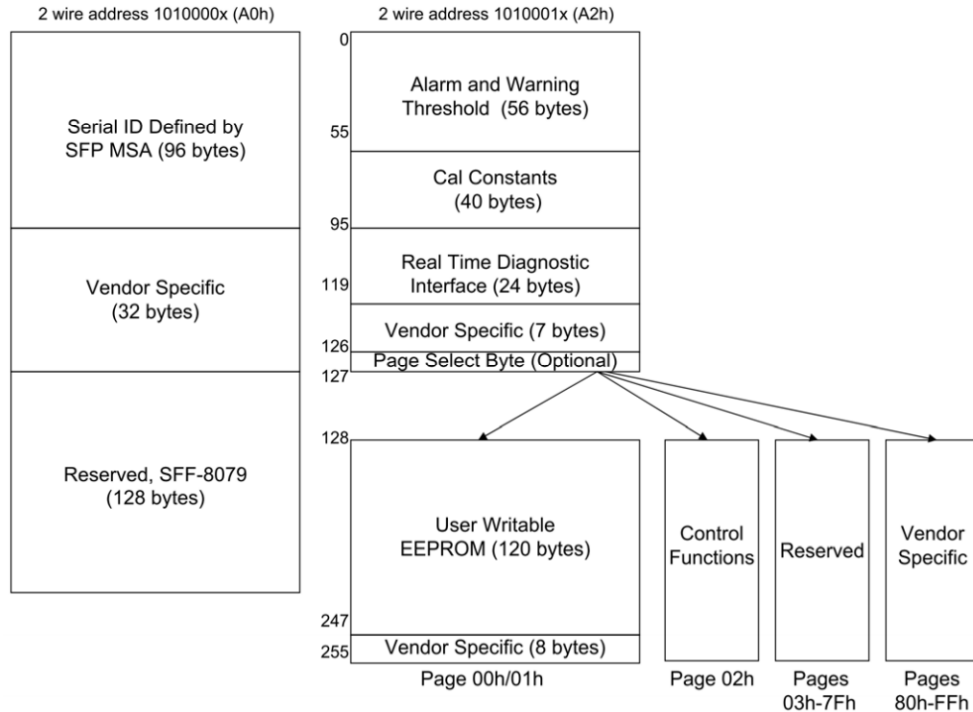 2 wire address 1010000x (A0h)
Serial ID Defined by
SFP MSA (96 bytes)
Vendor Specific
(32 bytes)
Reserved, SFF-8079
(128 bytes)
2 wire address 1010001x (A2h)
0
Alarm and Warning
Threshold (56 bytes)
55
Cal Constants
(40 bytes)
95
Real Time Diagnostic
Interface (24 bytes)
119
Vendor Specific (7 bytes)
126
Page Select Byte (Optional)
127
128
User Writable
EEPROM (120 bytes)
247
Vendor Specific (8 bytes)
255
Page 00h/01h
Control
Functions
Page 02h
Reserved
Pages
03h-7Fh
Vendor
Specific
Pages
80h-FFh